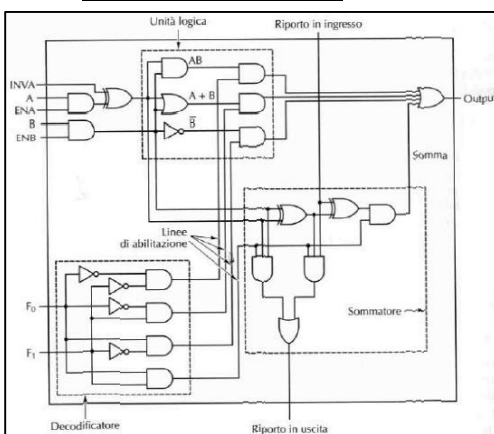 Unità logica
Riporto in ingresso
INVA
A
ENA
B
ENB
AB
A + B
B̅
Output
Somma
Linee
di abilitazione
F₀
F₁
Sommatore
Decodificatore
Riporto in uscita